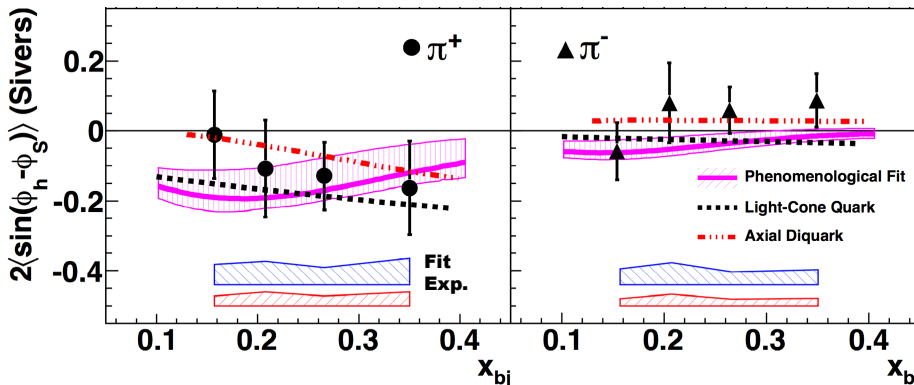 2⟨sin(ϕh-ϕS)⟩ (Sivers)
0.2
0
-0.2
-0.4
π+
π-
Phenomenological Fit
Light-Cone Quark
Axial Diquark
Fit
Exp.
0.1 0.2 0.3 0.4 0.1 0.2 0.3 0.4
xbj xb